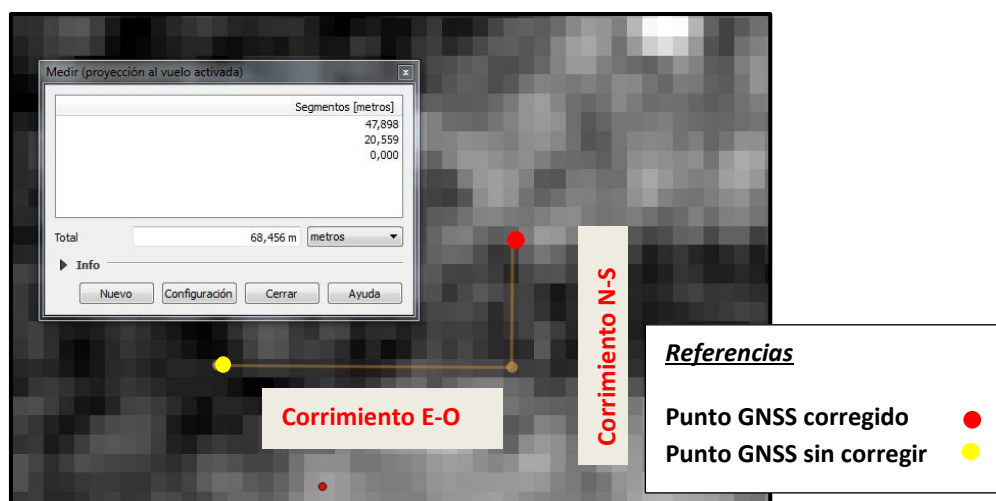 Medir (proyección al vuelo activada)
x
Segmentos [metros]
47,898
20,559
0,000
Total
68,456 m
metros
Info
Nuevo
Configuración
Cerrar
Ayuda
Corrimiento E-O
Corrimiento N-S
Referencias
Punto GNSS corregido
Punto GNSS sin corregir